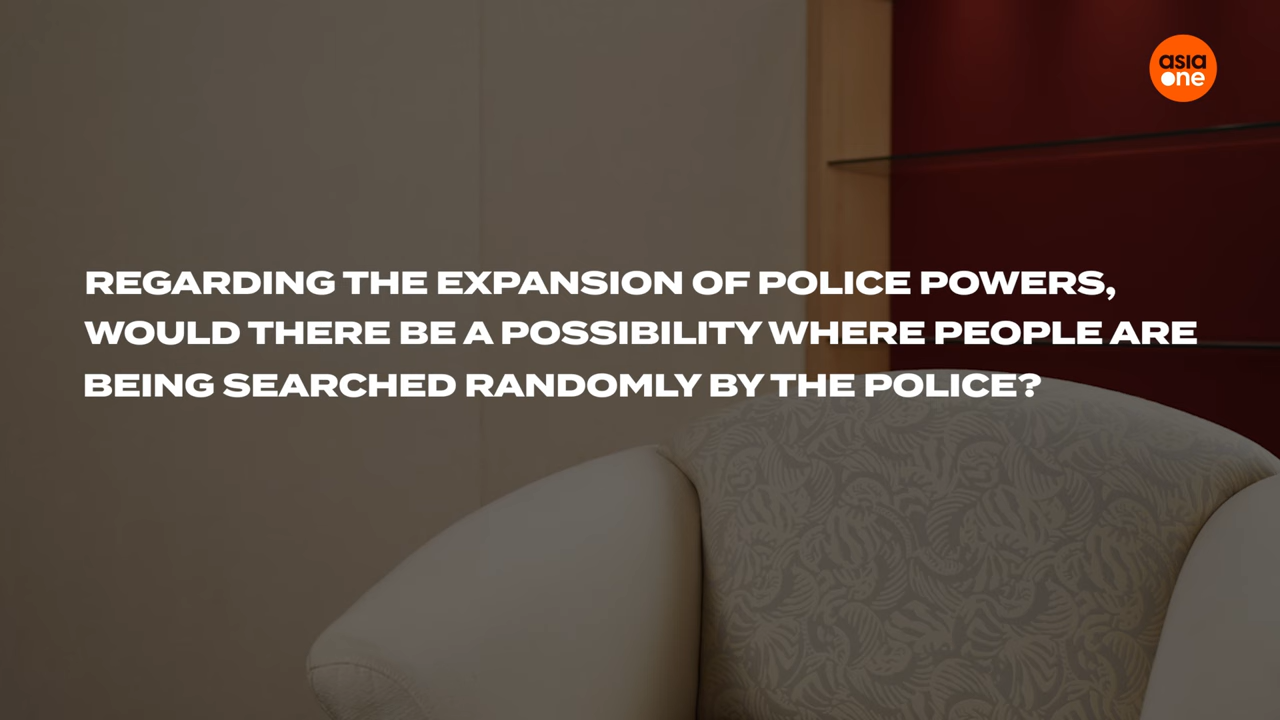 asia
one
REGARDING THE EXPANSION OF POLICE POWERS,
WOULD THERE BE A POSSIBILITY WHERE PEOPLE ARE
BEING SEARCHED RANDOMLY BY THE POLICE?